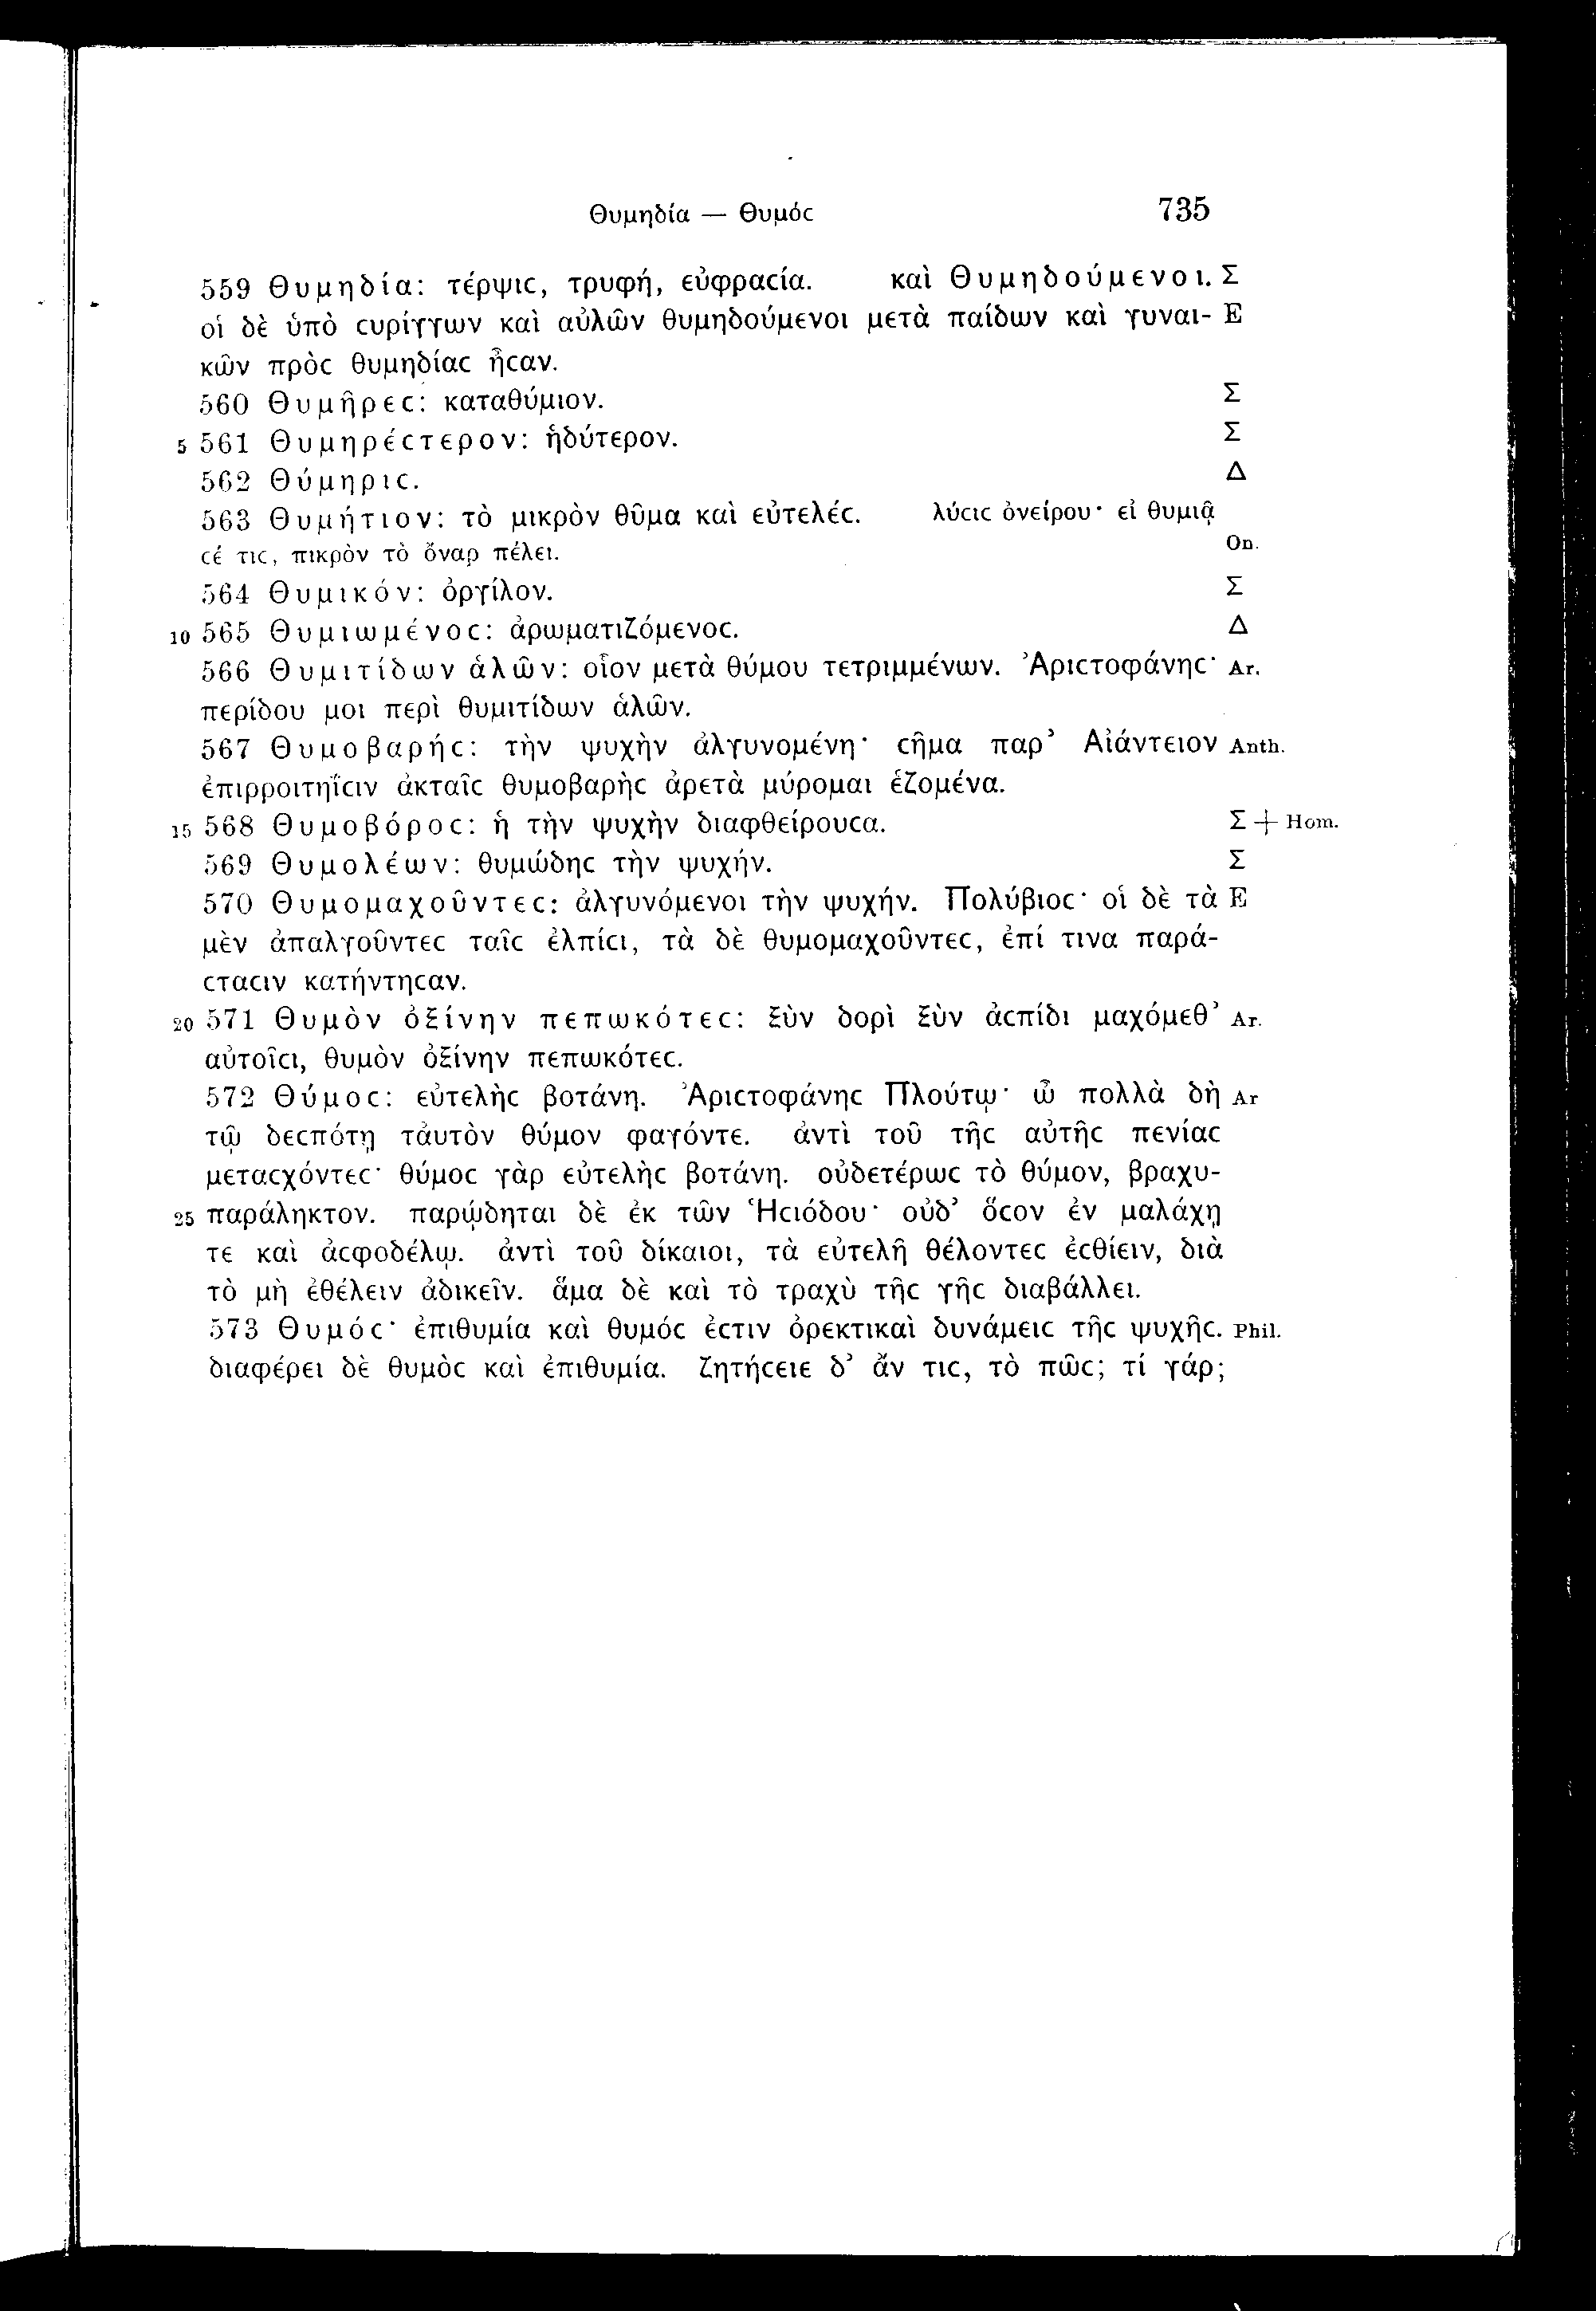 Θυμηδία — Θυμόϲ 735
559 Θυμηδία: τέρψιϲ, τρυφή, εὐφραϲία. καὶ Θυμηδούμενοι. Σ
οἱ δὲ ὑπὸ ϲυρίγγων καὶ αὐλῶν θυμηδούμενοι μετὰ παίδων καὶ γυναι- E
κῶν πρὸϲ θυμηδίαϲ ἦϲαν.
560 Θυμῆρεϲ: καταθύμιον. Σ
5 561 Θυμηρέϲτερον: ἡδύτερον. Σ
562 Θύμηριϲ. Δ
563 Θυμήτιον: τὸ μικρὸν θῦμα καὶ εὐτελέϲ. λύϲιϲ ὀνείρου· εἰ θυμιᾷ
ϲέ τιϲ, πικρὸν τὸ ὄναρ πέλει. On.
564 Θυμικόν: ὀργίλον. Σ
10 565 Θυμιωμένοϲ: ἀρωματιζόμενοϲ. Δ
566 Θυμιτίδων ἁλῶν: οἷον μετὰ θύμου τετριμμένων. Ἀριϲτοφάνηϲ· Ar.
περίδου μοι περὶ θυμιτίδων ἁλῶν.
567 Θυμοβαρήϲ: τὴν ψυχὴν ἀλγυνομένη· ϲῆμα παρ’ Αἰάντειον Anth.
ἐπιρροιτηΐϲιν ἀκταῖϲ θυμοβαρὴϲ ἀρετὰ μύρομαι ἑζομένα.
15 568 Θυμοβόροϲ: ἡ τὴν ψυχὴν διαφθείρουϲα. Σ + Hom.
569 Θυμολέων: θυμώδηϲ τὴν ψυχήν. Σ
570 Θυμομαχοῦντεϲ: ἀλγυνόμενοι τὴν ψυχήν. Πολύβιοϲ· οἱ δὲ τὰ E
μὲν ἀπαλγοῦντεϲ ταῖϲ ἐλπίϲι, τὰ δὲ θυμομαχοῦντεϲ, ἐπί τινα παρά-
ϲταϲιν κατήντηϲαν.
20 571 Θυμὸν ὀξίνην πεπωκότεϲ: ξὺν δορὶ ξὺν ἀϲπίδι μαχόμεθ’ Ar.
αὐτοῖϲι, θυμὸν ὀξίνην πεπωκότεϲ.
572 Θύμοϲ: εὐτελὴϲ βοτάνη. Ἀριϲτοφάνηϲ Πλούτῳ· ὦ πολλὰ δὴ Ar
τῷ δεϲπότῃ ταὐτὸν θύμον φαγόντε. ἀντὶ τοῦ τῆϲ αὐτῆϲ πενίαϲ
μεταϲχόντεϲ· θύμοϲ γὰρ εὐτελὴϲ βοτάνη. οὐδετέρωϲ τὸ θύμον, βραχυ-
25 παράληκτον. παρῴδηται δὲ ἐκ τῶν Ἡϲιόδου· οὐδ’ ὅϲον ἐν μαλάχῃ
τε καὶ ἀϲφοδέλῳ. ἀντὶ τοῦ δίκαιοι, τὰ εὐτελῆ θέλοντεϲ ἐϲθίειν, διὰ
τὸ μὴ ἐθέλειν ἀδικεῖν. ἅμα δὲ καὶ τὸ τραχὺ τῆϲ γῆϲ διαβάλλει.
573 Θυμόϲ· ἐπιθυμία καὶ θυμόϲ ἐϲτιν ὀρεκτικαὶ δυνάμειϲ τῆϲ ψυχῆϲ. Phil.
διαφέρει δὲ θυμὸϲ καὶ ἐπιθυμία. ζητήϲειε δ’ ἄν τιϲ, τὸ πῶϲ; τί γάρ;